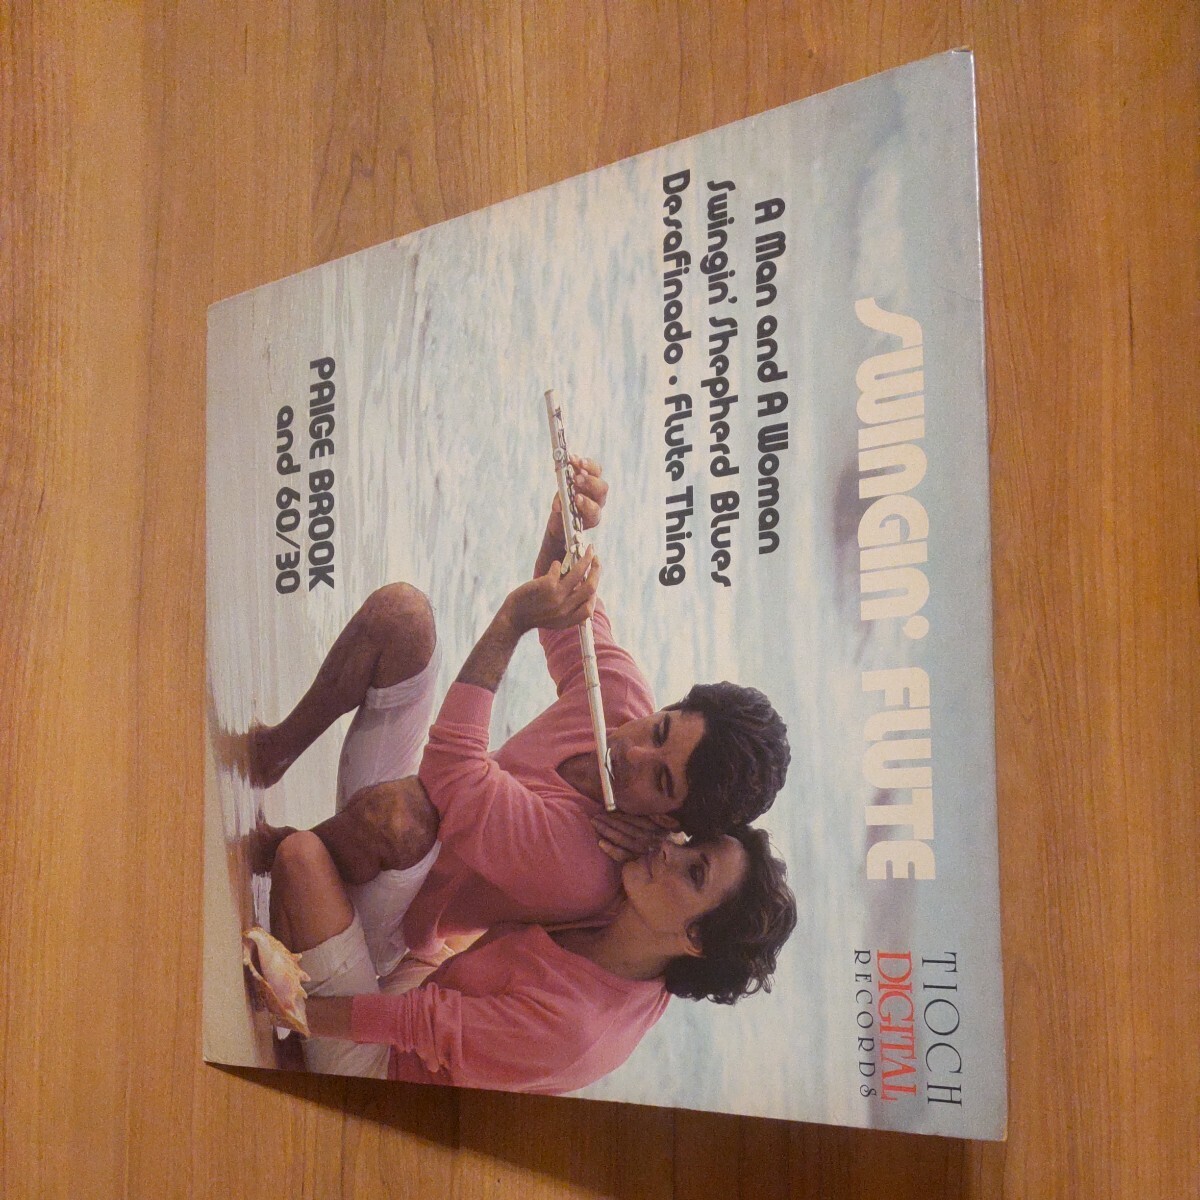 SWINGIN' FLUTE
TIOCH
DIGITAL
RECORDS
A Man and A Woman
Swingin' Shepherd Blues
Desafinado • Flute Thing
PAIGE BROOK
and 60/30